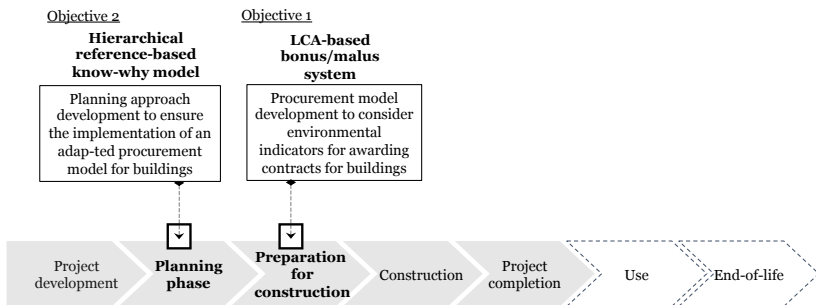 Objective 2
Hierarchical
reference-based
know-why model
Planning approach
development to ensure
the implementation of an
adap-ted procurement
model for buildings
Objective 1
LCA-based
bonus/malus
system
Procurement model
development to consider
environmental
indicators for awarding
contracts for buildings
Project
development
Planning
phase
Preparation
for
construction
Construction
Project
completion
Use
End-of-life